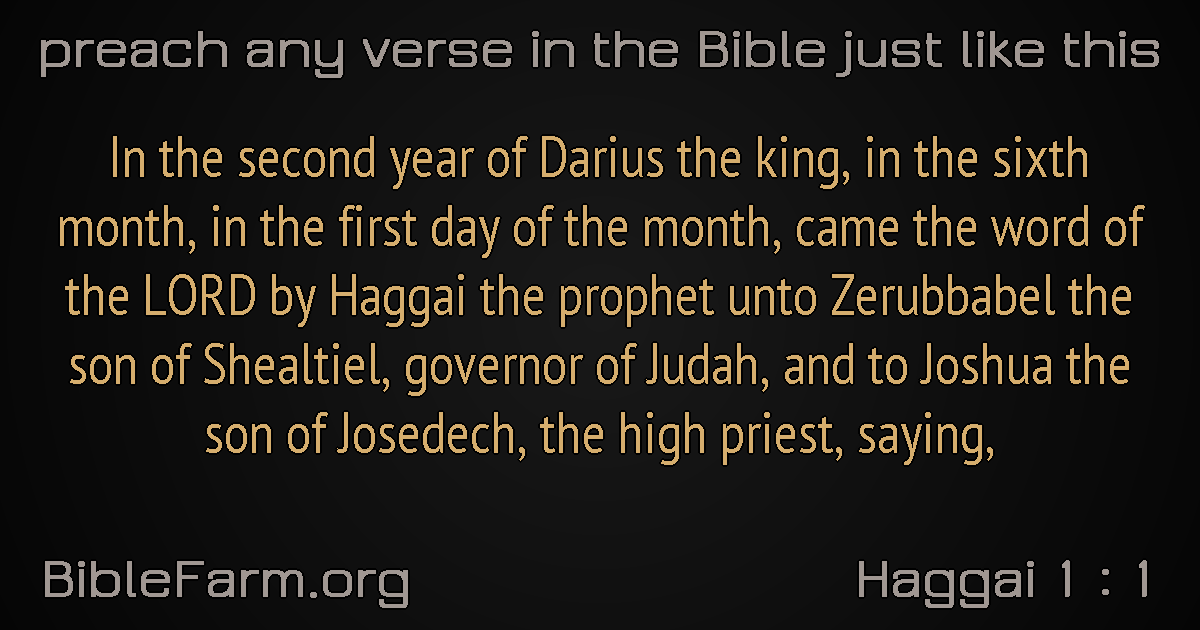 preach any verse in the Bible just like this
In the second year of Darius the king, in the sixth
month, in the first day of the month, came the word of
the LORD by Haggai the prophet unto Zerubbabel the
son of Shealtiel, governor of Judah, and to Joshua the
son of Josedech, the high priest, saying,
BibleFarm.org
Haggai 1 : 1